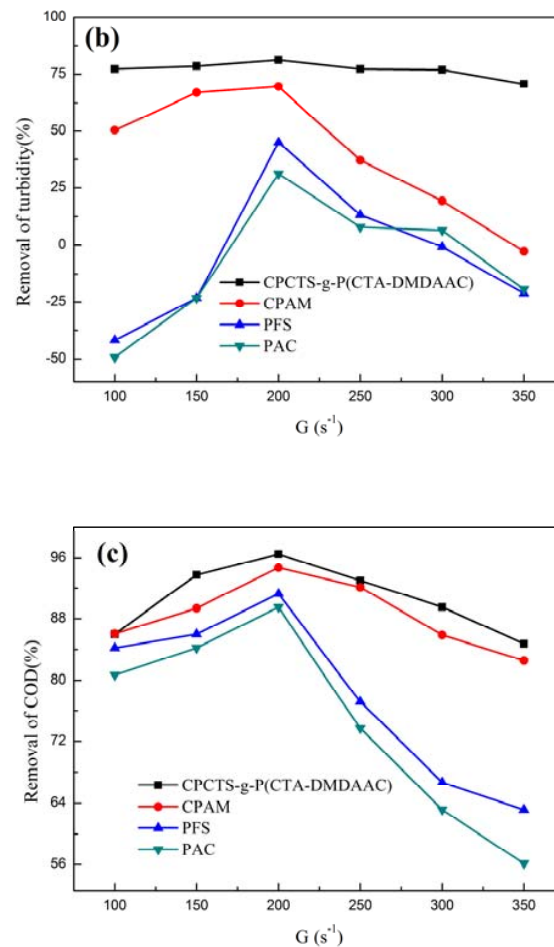 (b)
100
75
50
25
0
-25
-50
Removal of turbidity(%)
CPCTS-g-P(CTA-DMDAAC)
CPAM
PFS
PAC
100 150 200 250 300 350
G (s⁻¹)
(c)
96
88
80
72
64
56
Removal of COD(%)
CPCTS-g-P(CTA-DMDAAC)
CPAM
PFS
PAC
100 150 200 250 300 350
G (s⁻¹)